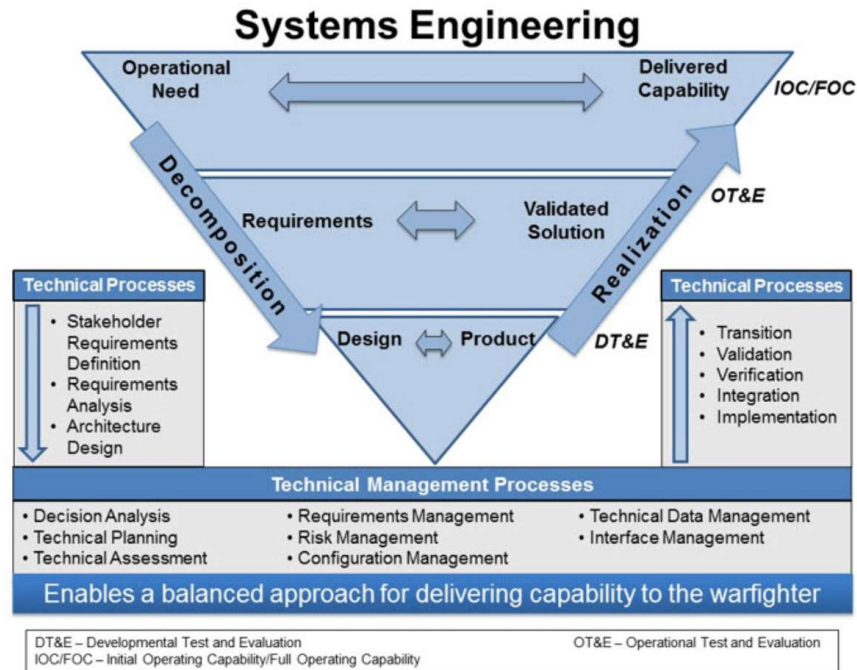 Systems Engineering
Operational
Need
Delivered
Capability
IOC/FOC
Decomposition
Realization
OT&E
Requirements
Validated
Solution
Design
Product
DT&E
Technical Processes
• Stakeholder
Requirements
Definition
• Requirements
Analysis
• Architecture
Design
Technical Processes
• Transition
• Validation
• Verification
• Integration
• Implementation
Technical Management Processes
• Decision Analysis
• Technical Planning
• Technical Assessment
• Requirements Management
• Risk Management
• Configuration Management
• Technical Data Management
• Interface Management
Enables a balanced approach for delivering capability to the warfighter
DT&E – Developmental Test and Evaluation
OT&E – Operational Test and Evaluation
IOC/FOC – Initial Operating Capability/Full Operating Capability